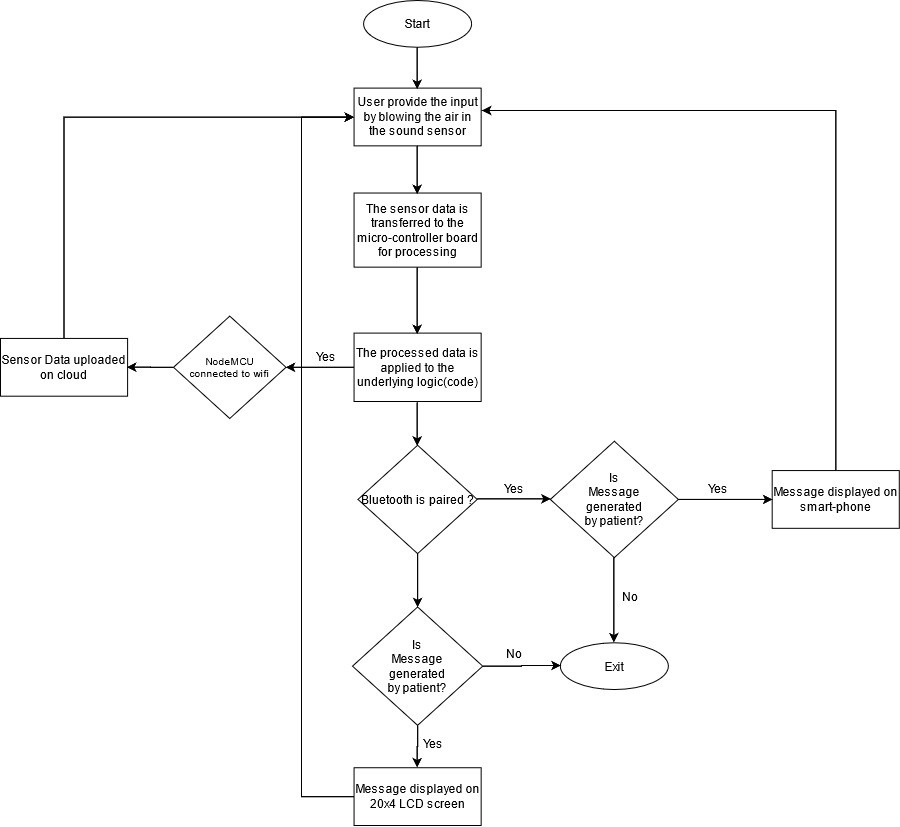 Start
User provide the input
by blowing the air in
the sound sensor
The sensor data is
transferred to the
micro-controller board
for processing
The processed data is
applied to the
underlying logic(code)
Yes
NodeMCU
connected to wifi
Sensor Data uploaded
on cloud
Bluetooth is paired ?
Yes
Is
Message
generated
by patient?
Yes
Message displayed on
smart-phone
No
Exit
Is
Message
generated
by patient?
No
Yes
Message displayed on
20x4 LCD screen